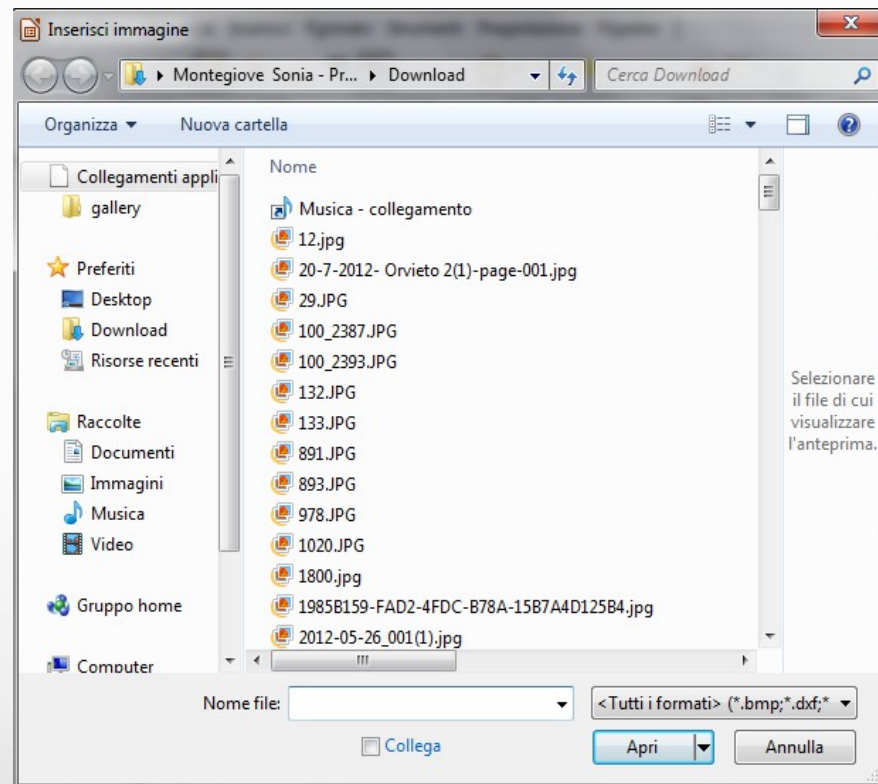 Inserisci immagine
Montegiove Sonia - Pr... Download
Cerca Download
Organizza Nuova cartella
Collegamenti appli
gallery
Preferiti
Desktop
Download
Risorse recenti
Raccolte
Documenti
Immagini
Musica
Video
Gruppo home
Computer
Nome
Musica - collegamento
12.jpg
20-7-2012- Orvieto 2(1)-page-001.jpg
29.JPG
100_2387.JPG
100_2393.JPG
132.JPG
133.JPG
891.JPG
893.JPG
978.JPG
1020.JPG
1800.jpg
1985B159-FAD2-4FDC-B78A-15B7A4D125B4.jpg
2012-05-26_001(1).jpg
Selezionare
il file di cui
visualizzare
l'anteprima.
Nome file:
<Tutti i formati> (*.bmp;*.dxf;*
Collega
Apri
Annulla